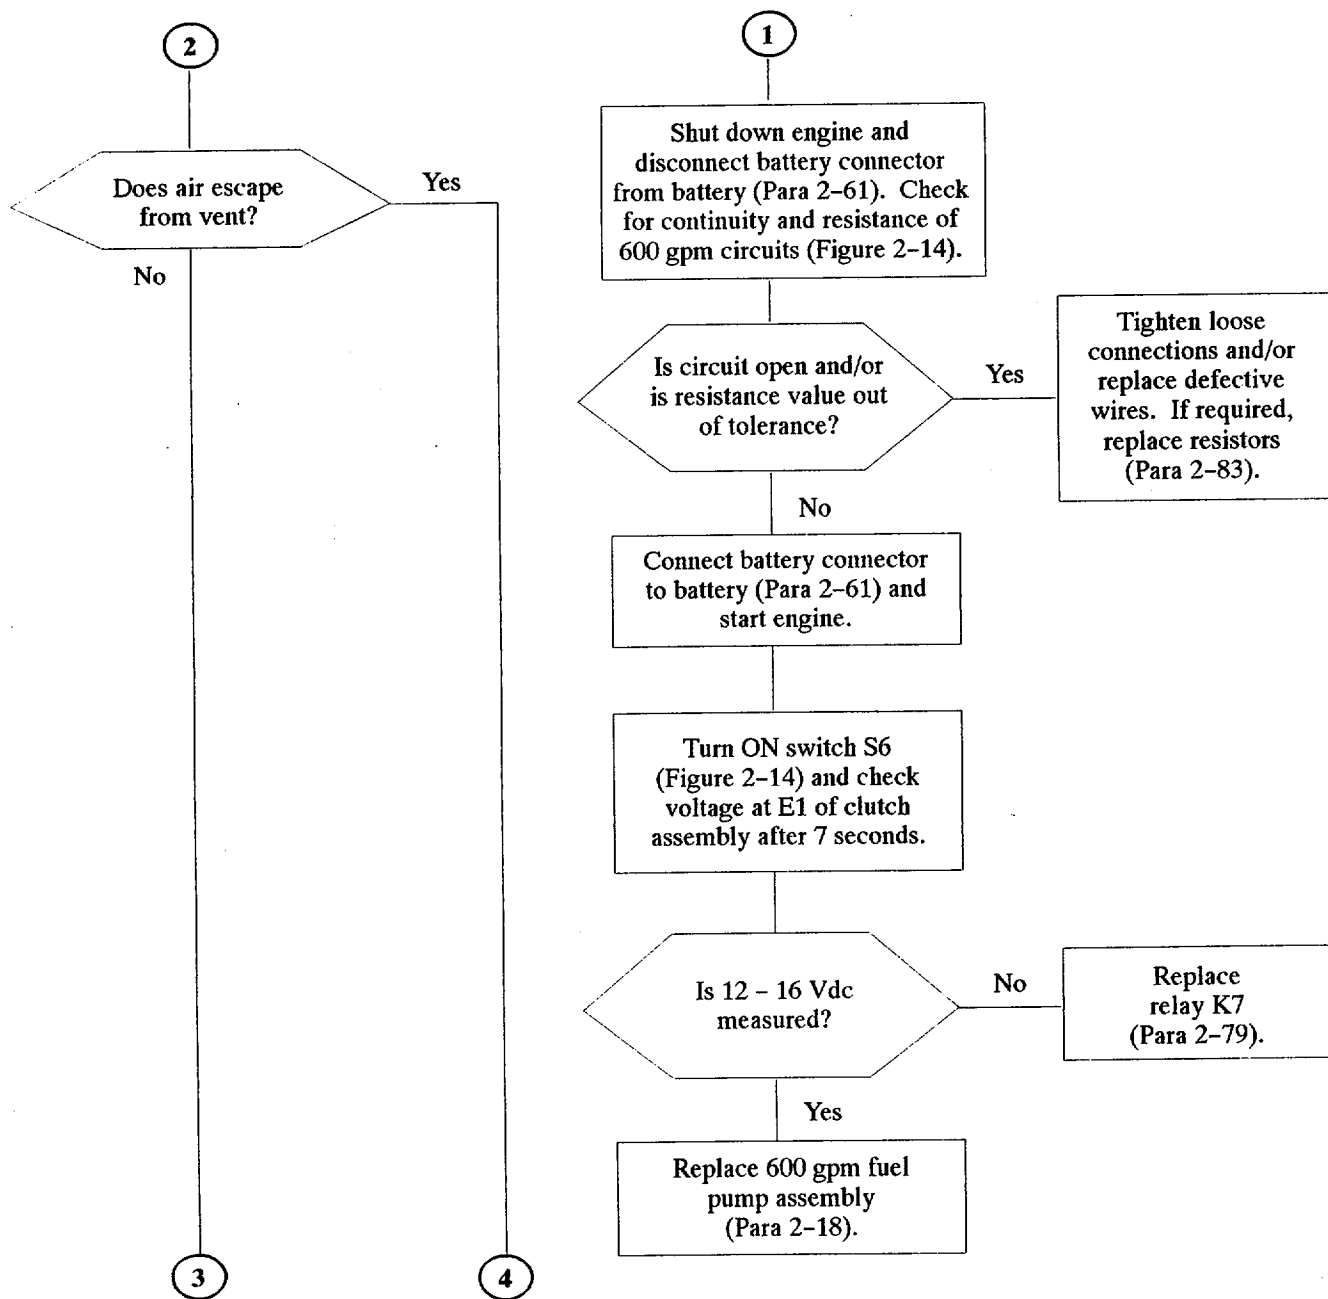 2
Does air escape
from vent?
Yes
No
3
4
1
Shut down engine and
disconnect battery connector
from battery (Para 2–61). Check
for continuity and resistance of
600 gpm circuits (Figure 2–14).
Is circuit open and/or
is resistance value out
of tolerance?
Yes
Tighten loose
connections and/or
replace defective
wires. If required,
replace resistors
(Para 2–83).
No
Connect battery connector
to battery (Para 2–61) and
start engine.
Turn ON switch S6
(Figure 2–14) and check
voltage at E1 of clutch
assembly after 7 seconds.
Is 12 – 16 Vdc
measured?
No
Replace
relay K7
(Para 2–79).
Yes
Replace 600 gpm fuel
pump assembly
(Para 2–18).